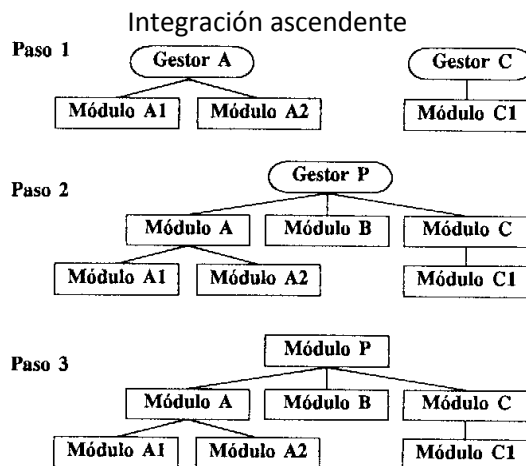 Integración ascendente
Paso 1
Gestor A
Gestor C
Módulo A1
Módulo A2
Módulo C1
Paso 2
Gestor P
Módulo A
Módulo B
Módulo C
Módulo A1
Módulo A2
Módulo C1
Paso 3
Módulo P
Módulo A
Módulo B
Módulo C
Módulo A1
Módulo A2
Módulo C1